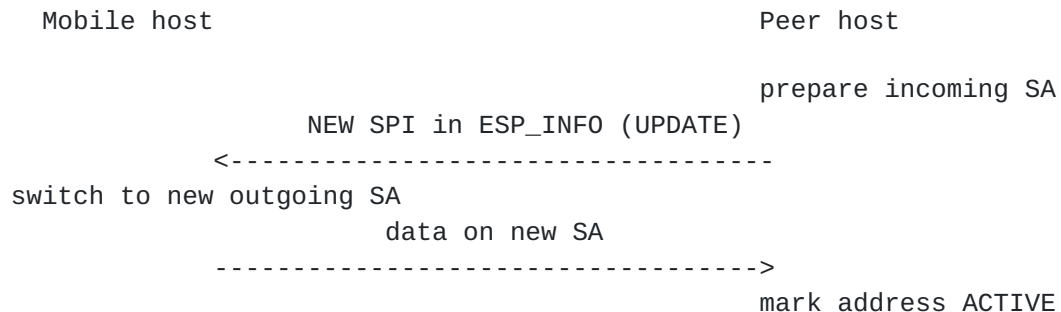 Mobile host                                   Peer host
prepare incoming SA
NEW SPI in ESP_INFO (UPDATE)
<-----------------------------------
switch to new outgoing SA
data on new SA
----------------------------------->
mark address ACTIVE